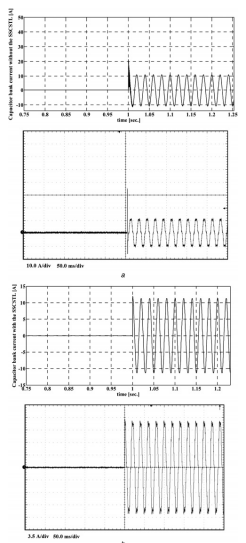 Capacitor bank current without the SSCSTL [A]
50
40
30
20
10
0
-10
0.75 0.8 0.85 0.9 0.95 1 1.05 1.1 1.15 1.2 1.25
time [sec.]
10.0 A/div 50.0 ms/div
a
Capacitor bank current with the SSCSTL [A]
15
10
5
0
-5
-10
-15
0.75 0.8 0.85 0.9 0.95 1 1.05 1.1 1.15 1.2
time [sec.]
3.5 A/div 50.0 ms/div